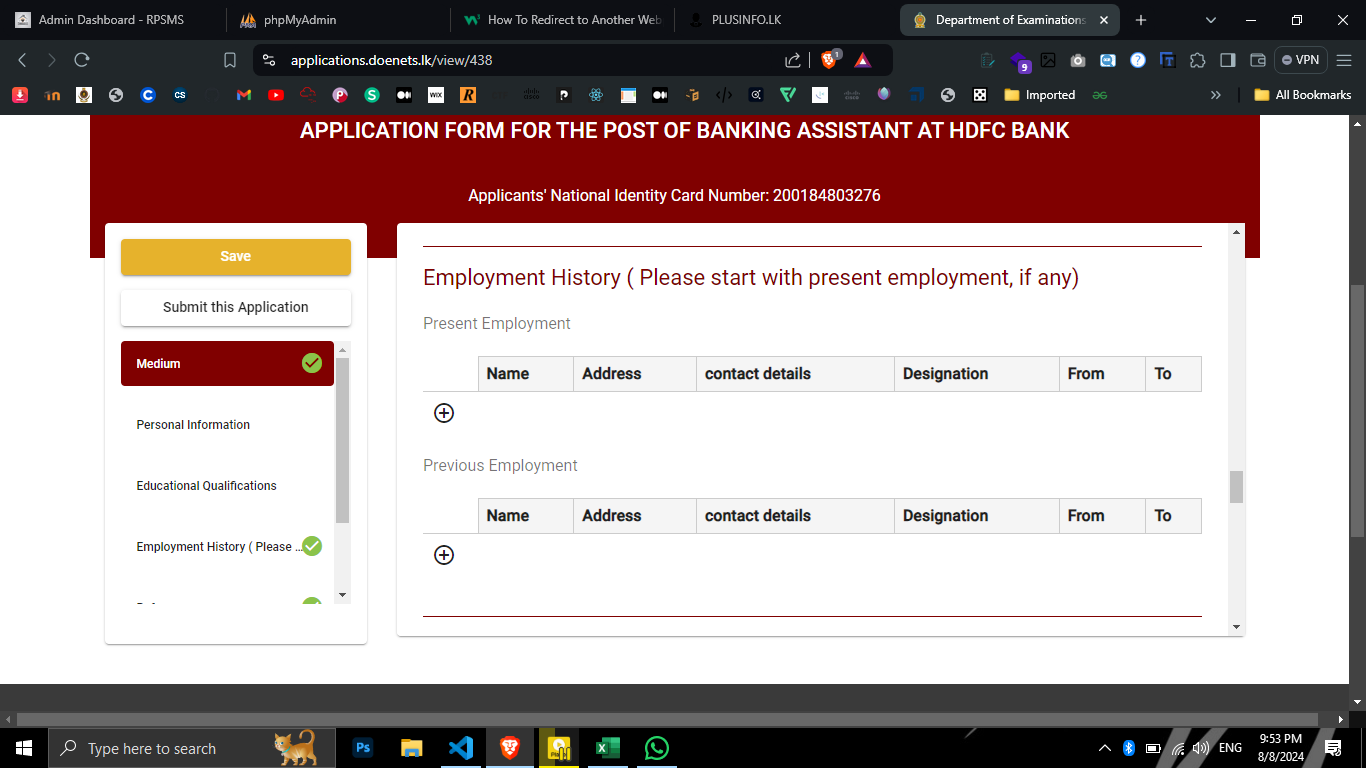 Admin Dashboard - RPSMS
phpMyAdmin
How To Redirect to Another Web
PLUSINFO.LK
Department of Examinations
applications.doenets.lk/view/438
1
9
VPN
Imported
All Bookmarks
APPLICATION FORM FOR THE POST OF BANKING ASSISTANT AT HDFC BANK
Applicants' National Identity Card Number: 200184803276
Save
Submit this Application
Medium
Personal Information
Educational Qualifications
Employment History ( Please ...
Employment History ( Please start with present employment, if any)
Present Employment
Name Address contact details Designation From To
Previous Employment
Name Address contact details Designation From To
Type here to search
Ps
ENG
9:53 PM
8/8/2024